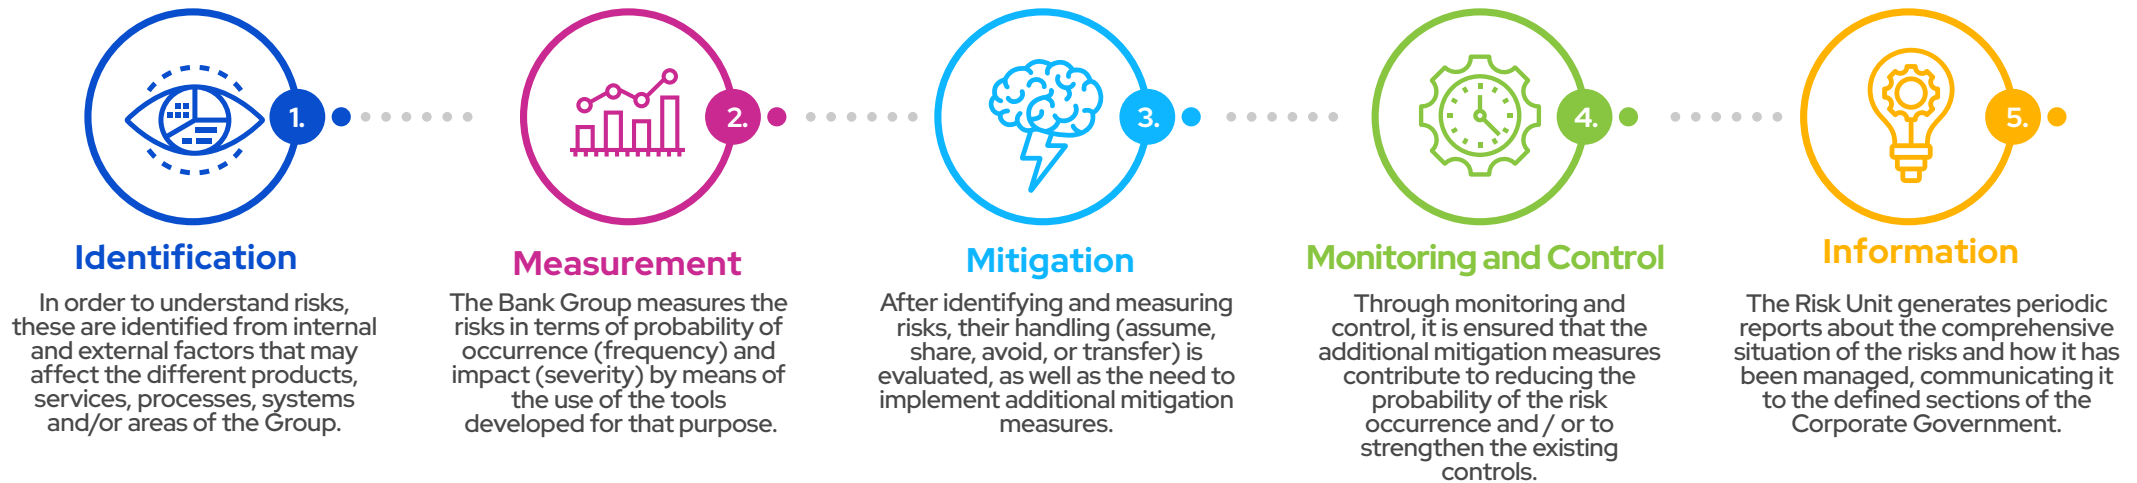 1.
Identification
In order to understand risks,
these are identified from internal
and external factors that may
affect the different products,
services, processes, systems
and/or areas of the Group.
2.
Measurement
The Bank Group measures the
risks in terms of probability of
occurrence (frequency) and
impact (severity) by means of
the use of the tools
developed for that purpose.
3.
Mitigation
After identifying and measuring
risks, their handling (assume,
share, avoid, or transfer) is
evaluated, as well as the need to
implement additional mitigation
measures.
4.
Monitoring and Control
Through monitoring and
control, it is ensured that the
additional mitigation measures
contribute to reducing the
probability of the risk
occurrence and / or to
strengthen the existing
controls.
5.
Information
The Risk Unit generates periodic
reports about the comprehensive
situation of the risks and how it has
been managed, communicating it
to the defined sections of the
Corporate Government.